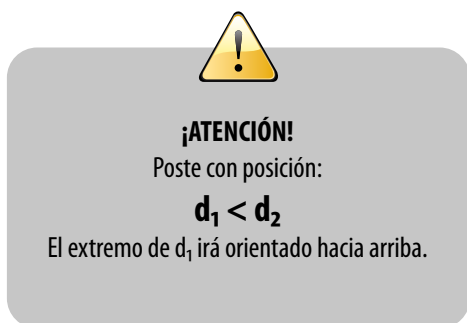 ¡ATENCIÓN!
Poste con posición:
d₁ < d₂
El extremo de d₁ irá orientado hacia arriba.